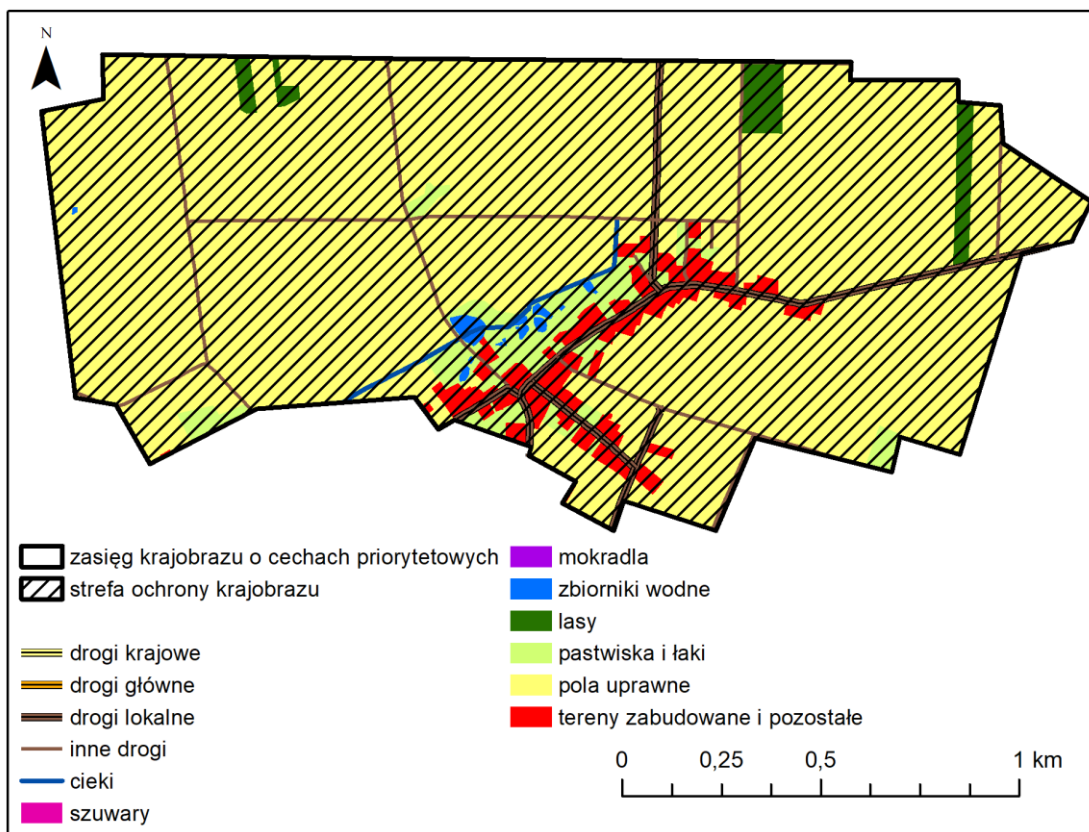 N
zasięg krajobrazu o cechach priorytetowych
strefa ochrony krajobrazu
drogi krajowe
drogi główne
drogi lokalne
inne drogi
cieki
szuwary
mokradla
zbiorniki wodne
lasy
pastwiska i łaki
pola uprawne
tereny zabudowane i pozostałe
0 0,25 0,5 1 km